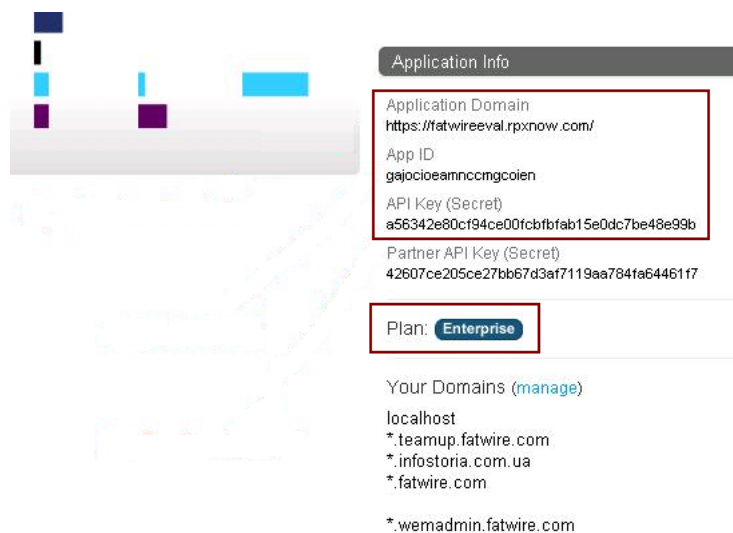 Application Info
Application Domain
https://fatwireeval.rpxnow.com/
App ID
gajocioeamnccmgcoien
API Key (Secret)
a56342e80cf94ce00fcbfbfab15e0dc7be48e99b
Partner API Key (Secret)
42607ce205ce27bb67d3af7119aa784fa64461f7
Plan: Enterprise
Your Domains (manage)
localhost
*.teamup.fatwire.com
*.infostoria.com.ua
*.fatwire.com
*.wemadmin.fatwire.com